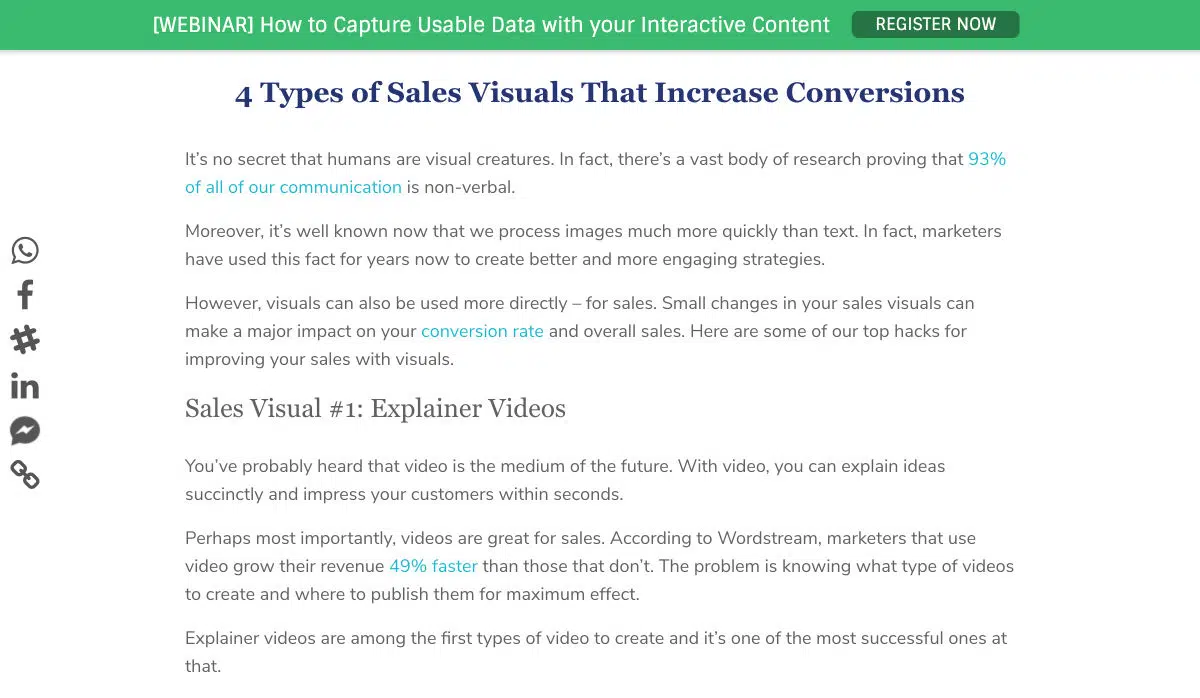 [WEBINAR] How to Capture Usable Data with your Interactive Content REGISTER NOW
4 Types of Sales Visuals That Increase Conversions
It’s no secret that humans are visual creatures. In fact, there’s a vast body of research proving that 93%
of all of our communication is non-verbal.
Moreover, it’s well known now that we process images much more quickly than text. In fact, marketers
have used this fact for years now to create better and more engaging strategies.
However, visuals can also be used more directly – for sales. Small changes in your sales visuals can
make a major impact on your conversion rate and overall sales. Here are some of our top hacks for
improving your sales with visuals.
Sales Visual #1: Explainer Videos
You’ve probably heard that video is the medium of the future. With video, you can explain ideas
succinctly and impress your customers within seconds.
Perhaps most importantly, videos are great for sales. According to Wordstream, marketers that use
video grow their revenue 49% faster than those that don’t. The problem is knowing what type of videos
to create and where to publish them for maximum effect.
Explainer videos are among the first types of video to create and it’s one of the most successful ones at
that.